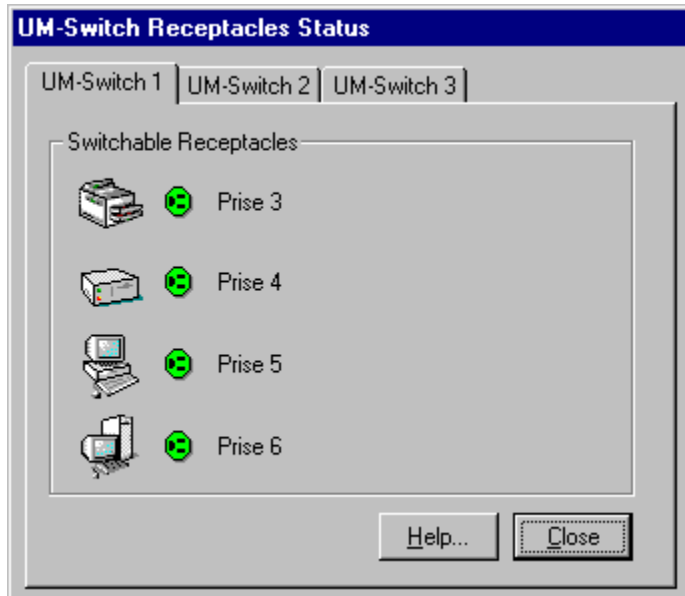 UM-Switch Receptacles Status
UM-Switch 1 UM-Switch 2 UM-Switch 3
Switchable Receptacles
Prise 3
Prise 4
Prise 5
Prise 6
Help... Close